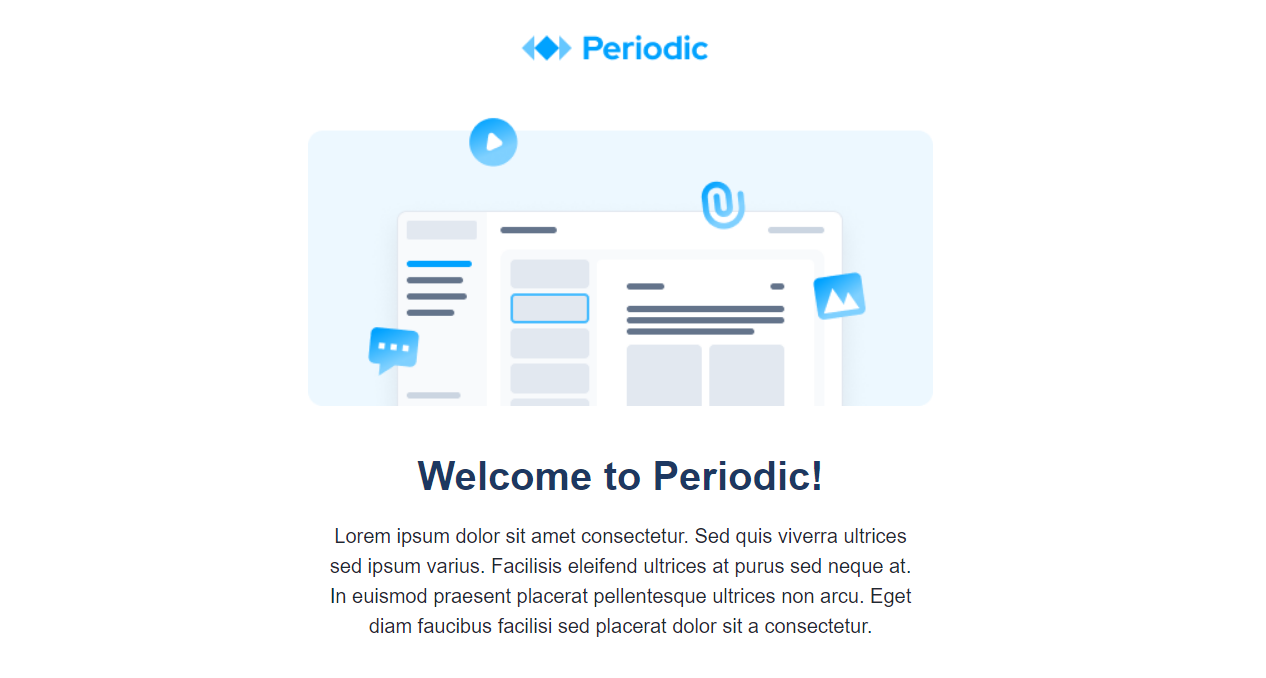 Periodic
Welcome to Periodic!
Lorem ipsum dolor sit amet consectetur. Sed quis viverra ultrices
sed ipsum varius. Facilisis eleifend ultrices at purus sed neque at.
In euismod praesent placerat pellentesque ultrices non arcu. Eget
diam faucibus facilisi sed placerat dolor sit a consectetur.